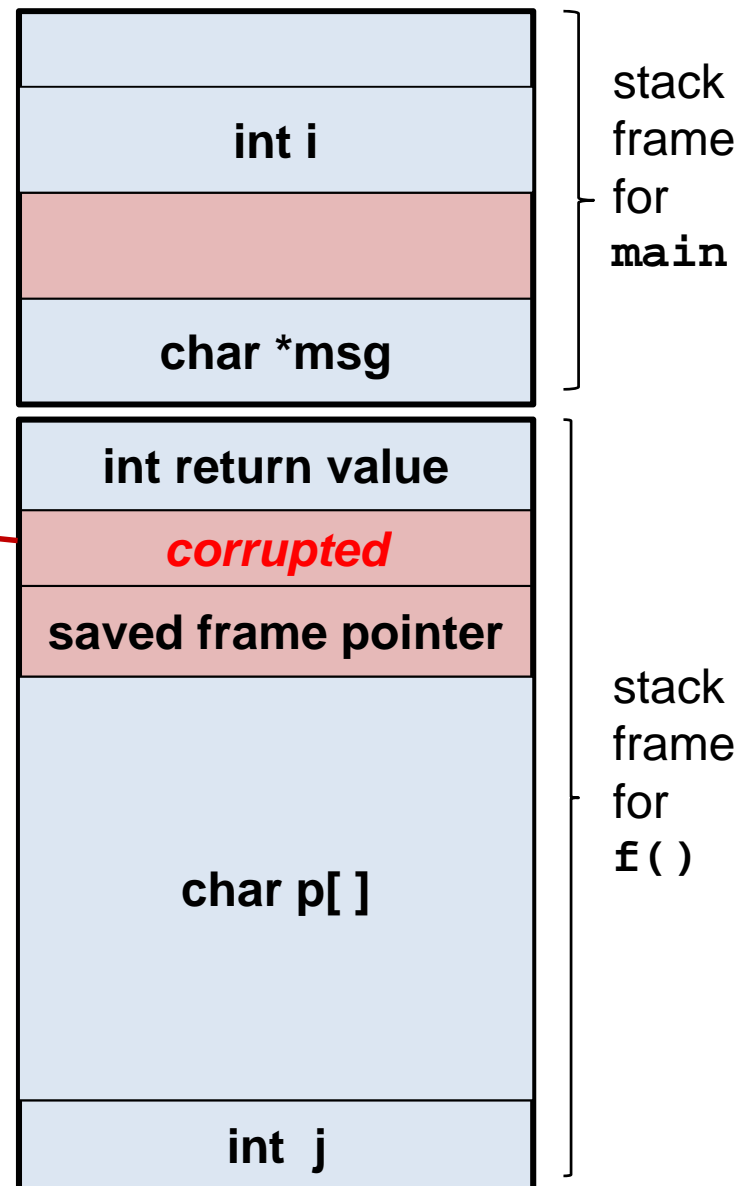 int i
char *msg
stack
frame
for
main
int return value
corrupted
saved frame pointer
char p[ ]
int j
stack
frame
for
f()